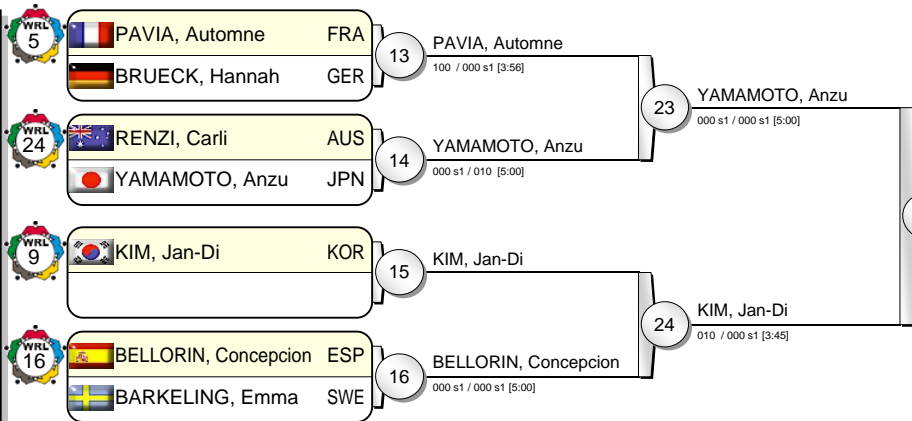 WRL
5
PAVIA, Automne FRA
BRUECK, Hannah GER
13
PAVIA, Automne
100 / 000 s1 [3:56]
23
YAMAMOTO, Anzu
000 s1 / 000 s1 [5:00]
WRL
24
RENZI, Carli AUS
YAMAMOTO, Anzu JPN
14
YAMAMOTO, Anzu
000 s1 / 010 [5:00]
WRL
9
KIM, Jan-Di KOR
15
KIM, Jan-Di
24
KIM, Jan-Di
010 / 000 s1 [3:45]
WRL
16
BELLORIN, Concepcion ESP
BARKELING, Emma SWE
16
BELLORIN, Concepcion
000 s1 / 000 s1 [5:00]